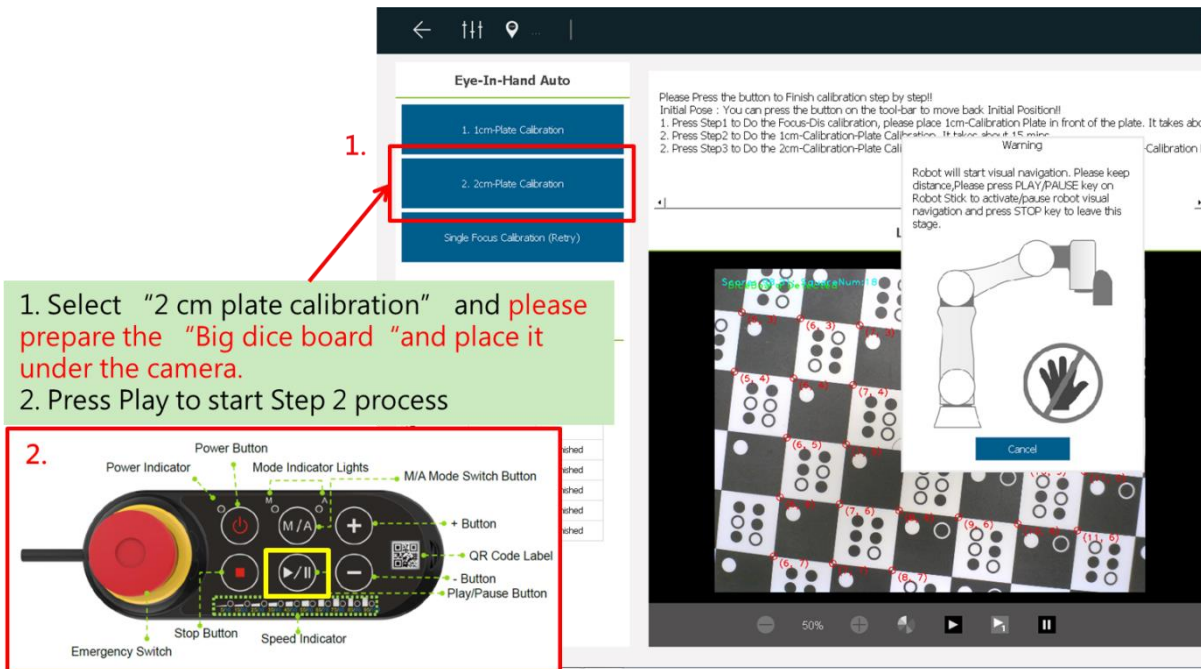 ...
Eye-In-Hand Auto
1. 1cm-Plate Calibration
2. 2cm-Plate Calibration
Single Focus Calibration (Retry)
1.
Please Press the button to Finish calibration step by step!!
Initial Pose : You can press the button on the tool-bar to move back Initial Position!!
1. Press Step1 to Do the Focus-Dis calibration, please place 1cm-Calibration Plate in front of the plate. It takes abo
2. Press Step2 to Do the 1cm-Calibration-Plate Calibration. It takes about 15 mins
2. Press Step3 to Do the 2cm-Calibration-Plate Cali
-Calibration
Warning
Robot will start visual navigation. Please keep
distance,Please press PLAY/PAUSE key on
Robot Stick to activate/pause robot visual
navigation and press STOP key to leave this
stage.
Cancel
L
1. Select “2 cm plate calibration” and please
prepare the “Big dice board “and place it
under the camera.
2. Press Play to start Step 2 process
2.
Power Button
Power Indicator
Mode Indicator Lights
M/A Mode Switch Button
M
A
M/A
+ Button
QR Code Label
- Button
Play/Pause Button
Stop Button
Speed Indicator
Emergency Switch
ished
ished
ished
ished
ished
SquareNum:18
(6, 3)
(5, 4)
(7, 4)
(6, 5)
(7, 6)
(9, 6)
(11, 6)
(6, 7)
(8, 7)
50%